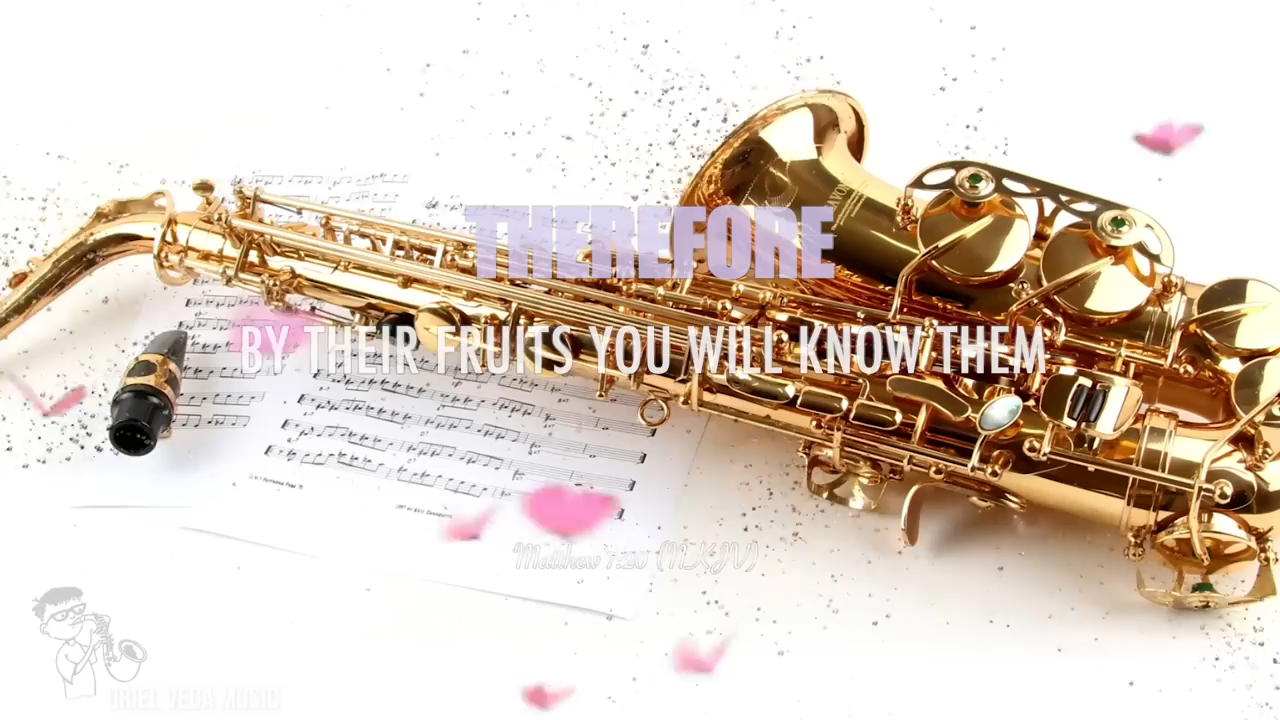 THEREFORE
BY THEIR FRUITS YOU WILL KNOW THEM
Matthew 7:20 (NKJV)
ORIEL VEGA MUSIC